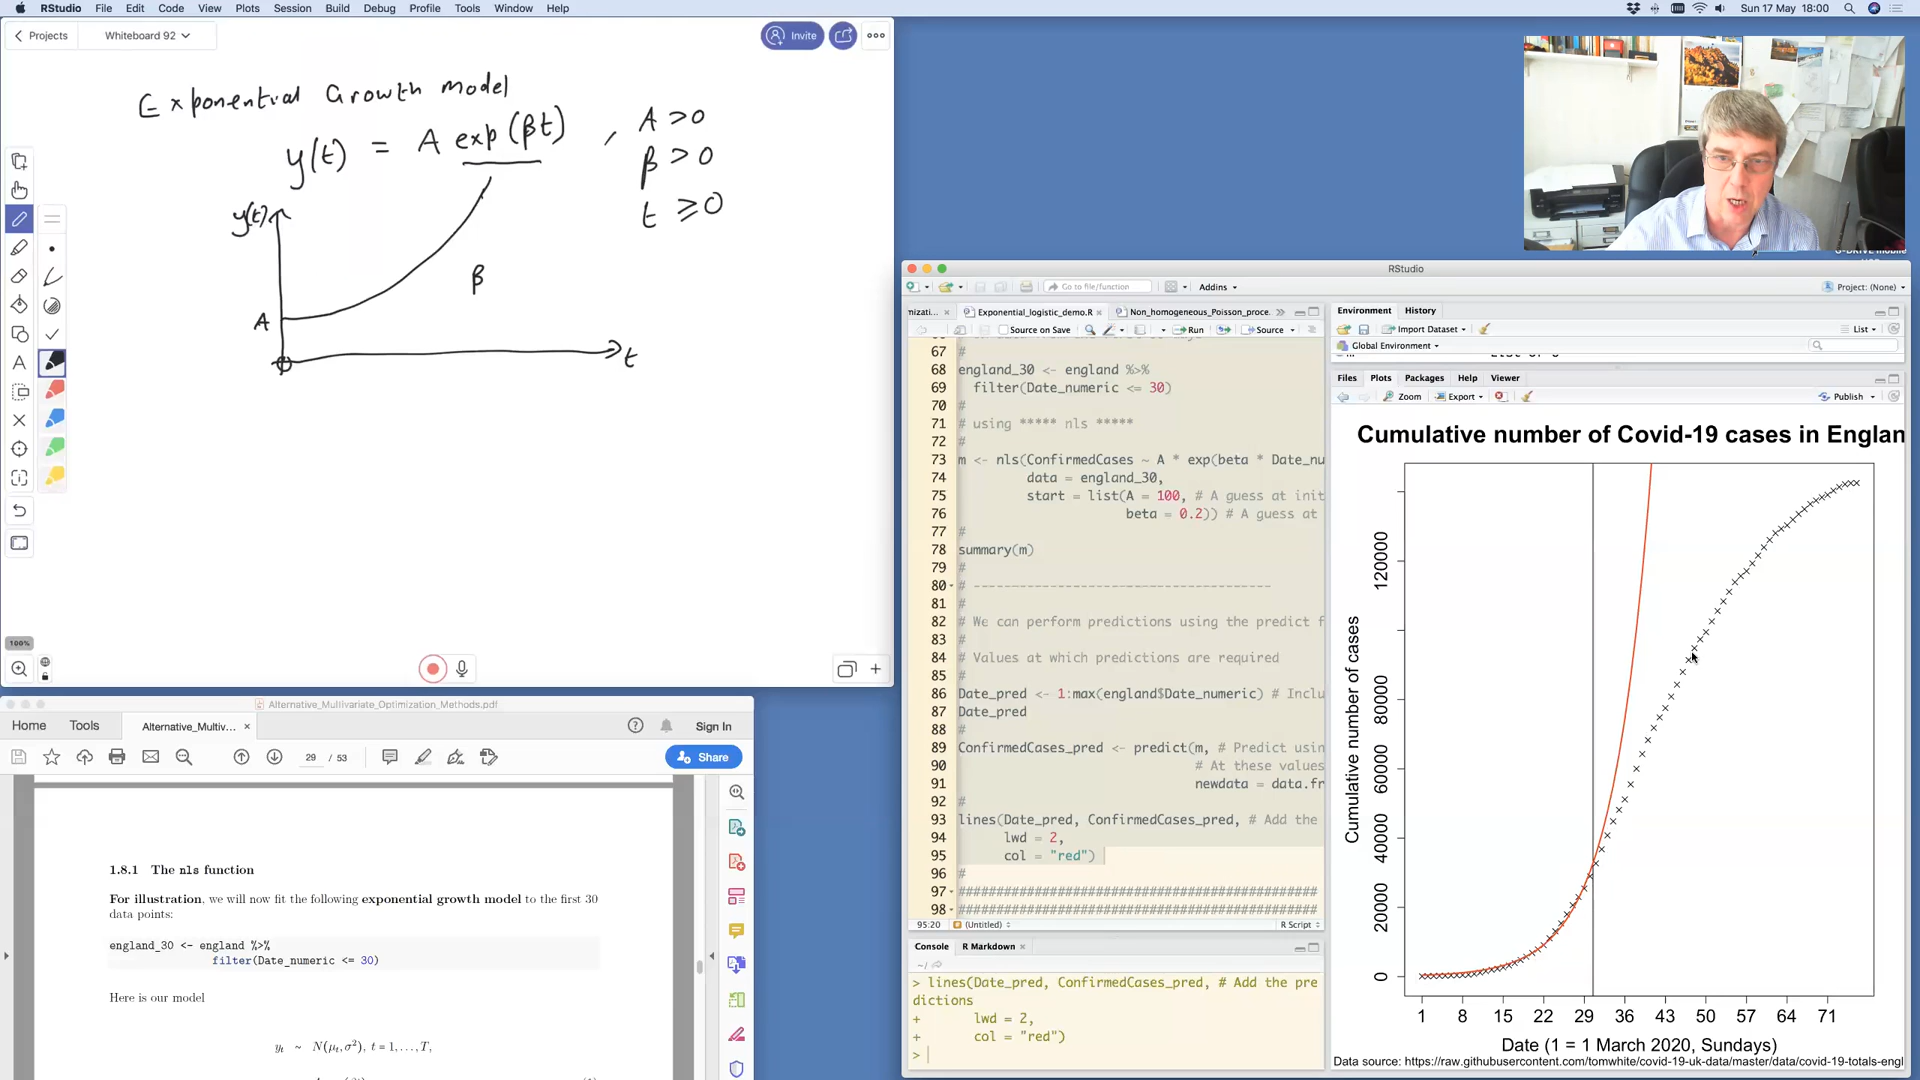 RStudio File Edit Code View Plots Session Build Debug Profile Tools Window Help
Sun 17 May 18:00
Projects
Whiteboard 92
Invite
Exponential Growth model
y(t) = A exp(βt) , A > 0
β > 0
t ≥ 0
y(t)
A
β
t
100%
A
Alternative_Multivariate_Optimization_Methods.pdf
Home Tools Alternative_Multiv... × Sign In
29 / 53
Share
1.8.1 The nls function
For illustration, we will now fit the following exponential growth model to the first 30
data points:
england_30 <- england %>%
filter(Date_numeric <= 30)
Here is our model
yt ~ N(μt, σ²), t = 1, . . . , T,
RStudio
Go to file/function
Addins
Project: (None)
mizati...
Exponential_logistic_demo.R ×
Non_homogeneous_Poisson_proce.
Source on Save
Run
Source
67 #
68 england_30 <- england %>%
69 filter(Date_numeric <= 30)
70 #
71 # using ***** nls *****
72 #
73 m <- nls(ConfirmedCases ~ A * exp(beta * Date_nu
74 data = england_30,
75 start = list(A = 100, # A guess at init
76 beta = 0.2)) # A guess at
77 #
78 summary(m)
79 #
80 # ---------------------------------------
81 #
82 # We can perform predictions using the predict f
83 #
84 # Values at which predictions are required
85 #
86 Date_pred <- 1:max(england$Date_numeric) # Inclu
87 Date_pred
88 #
89 ConfirmedCases_pred <- predict(m, # Predict usin
90 # At these values
91 newdata = data.fr
92 #
93 lines(Date_pred, ConfirmedCases_pred, # Add the
94 lwd = 2,
95 col = "red")
96 #
97 ###############################################
98 ###############################################
95:20 (Untitled) R Script
Console R Markdown ×
~/
> lines(Date_pred, ConfirmedCases_pred, # Add the pre
dictions
+ lwd = 2,
+ col = "red")
>
Environment History
Import Dataset
List
Global Environment
Files Plots Packages Help Viewer
Zoom Export Publish
Cumulative number of Covid-19 cases in Englan
Cumulative number of cases
0 20000 40000 60000 80000 120000
1 8 15 22 29 36 43 50 57 64 71
Date (1 = 1 March 2020, Sundays)
Data source: https://raw.githubusercontent.com/tomwhite/covid-19-uk-data/master/data/covid-19-totals-engl